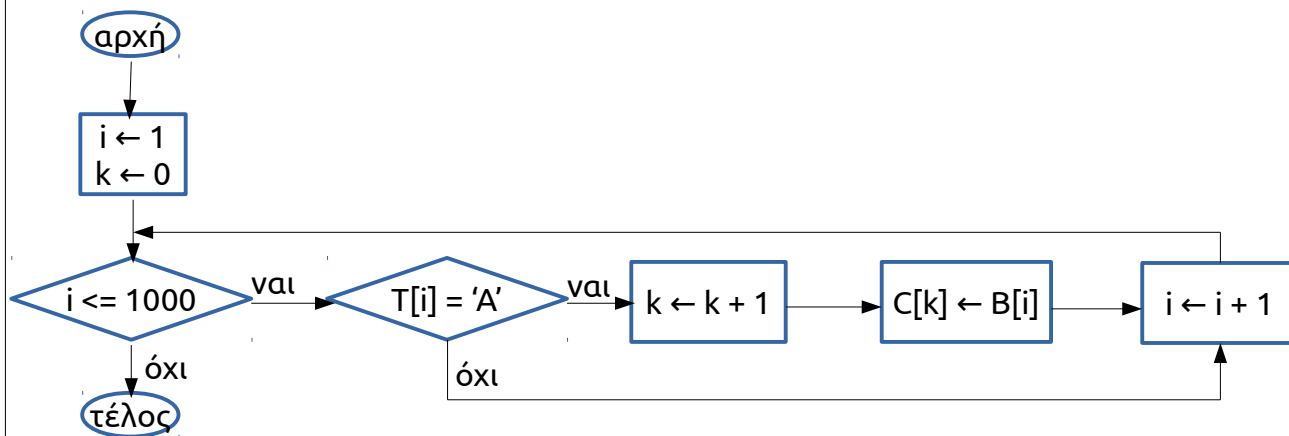 αρχή
i ← 1
k ← 0
i <= 1000
ναι
T[i] = ‘A’
ναι
k ← k + 1
C[k] ← B[i]
i ← i + 1
όχι
όχι
τέλος